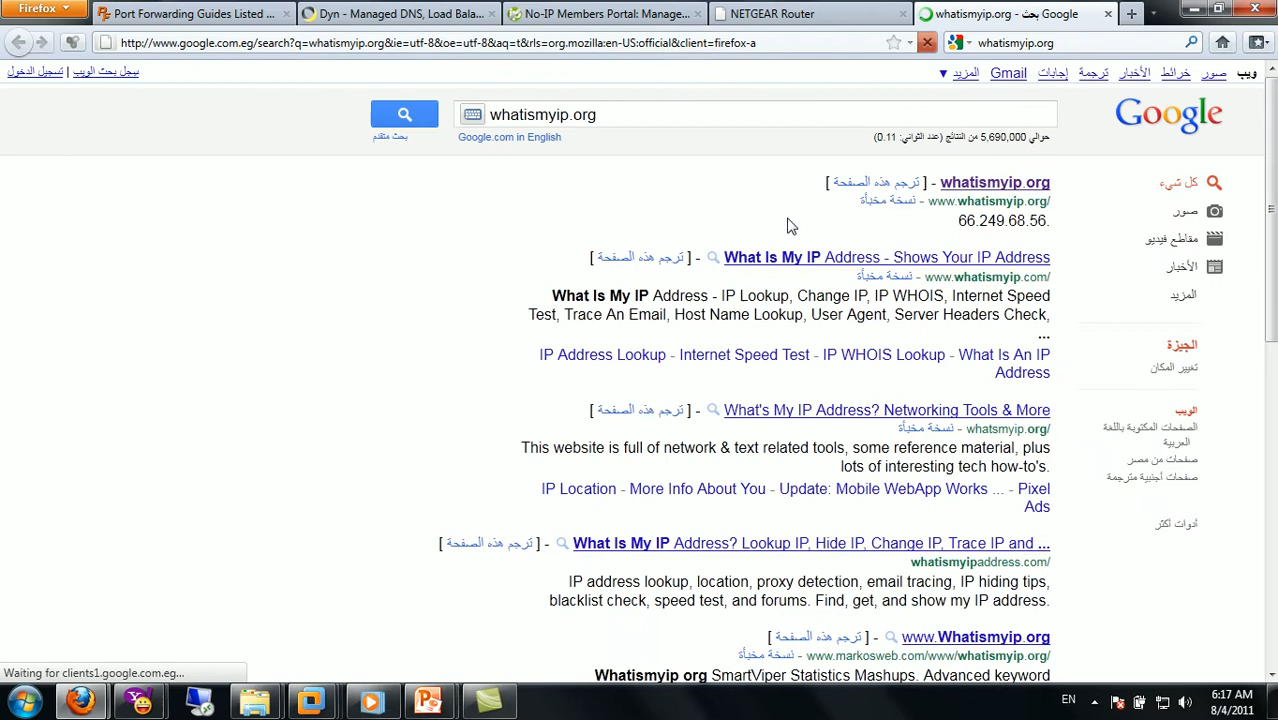 Firefox
Port Forwarding Guides Listed ...
Dyn - Managed DNS, Load Bala...
No-IP Members Portal: Manage...
NETGEAR Router
whatismyip.org - بحث Google
http://www.google.com.eg/search?q=whatismyip.org&ie=utf-8&oe=utf-8&aq=t&rls=org.mozilla:en-US:official&client=firefox-a
whatismyip.org
ويب صور خرائط الأخبار ترجمة إجابات Gmail المزيد ▼
سجل بحث الويب | تسجيل الدخول
whatismyip.org
Google
بحث متقدم
Google.com in English
حوالي 5,690,000 من النتائج (عدد الثواني: 0.11)
كل شيء
صور
مقاطع فيديو
الأخبار
المزيد
الجيزة
تغيير المكان
الويب
الصفحات المكتوبة باللغة
العربية
صفحات من مصر
صفحات أجنبية مترجمة
أدوات أكثر
whatismyip.org - [ ترجم هذه الصفحة ]
www.whatismyip.org/ - نسخة مخبأة
66.249.68.56.
What Is My IP Address - Shows Your IP Address - [ ترجم هذه الصفحة ]
www.whatismyip.com/ - نسخة مخبأة
What Is My IP Address - IP Lookup, Change IP, IP WHOIS, Internet Speed
Test, Trace An Email, Host Name Lookup, User Agent, Server Headers Check,
...
IP Address Lookup - Internet Speed Test - IP WHOIS Lookup - What Is An IP
Address
What's My IP Address? Networking Tools & More - [ ترجم هذه الصفحة ]
whatsmyip.org/ - نسخة مخبأة
This website is full of network & text related tools, some reference material, plus
lots of interesting tech how-to's.
IP Location - More Info About You - Update: Mobile WebApp Works ... - Pixel
Ads
What Is My IP Address? Lookup IP, Hide IP, Change IP, Trace IP and ... - [ ترجم هذه الصفحة ]
whatismyipaddress.com/
IP address lookup, location, proxy detection, email tracing, IP hiding tips,
blacklist check, speed test, and forums. Find, get, and show my IP address.
www.Whatismyip.org - [ ترجم هذه الصفحة ]
www.markosweb.com/www/whatismyip.org/ - نسخة مخبأة
Whatismyip org SmartViper Statistics Mashups. Advanced keyword
Waiting for clients1.google.com.eg...
EN
6:17 AM
8/4/2011